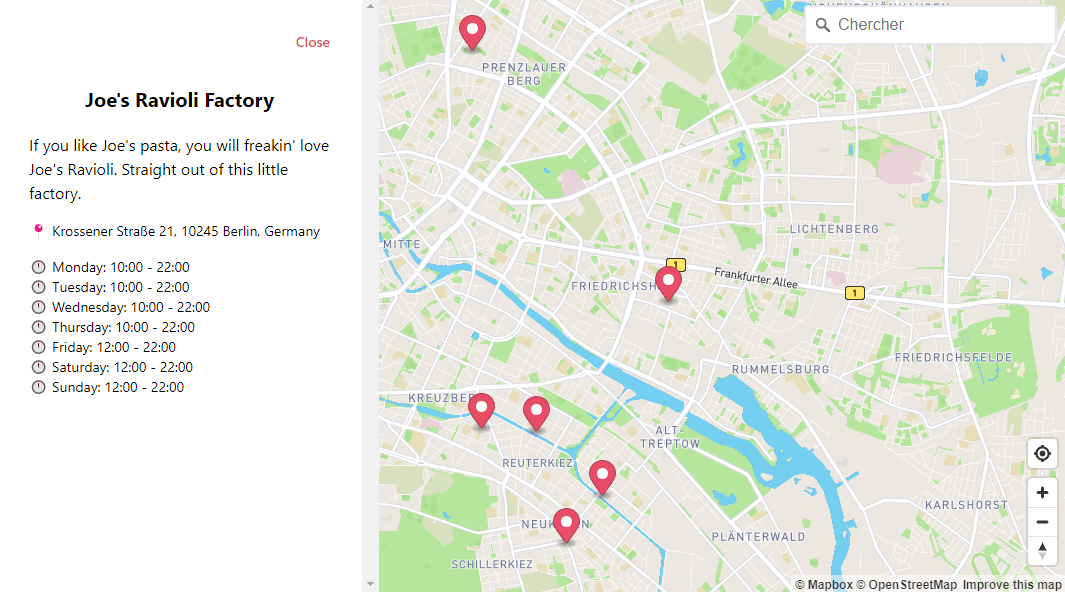 Close
Joe's Ravioli Factory
If you like Joe's pasta, you will freakin' love
Joe's Ravioli. Straight out of this little
factory.
Krossener Straße 21, 10245 Berlin, Germany
Monday: 10:00 - 22:00
Tuesday: 10:00 - 22:00
Wednesday: 10:00 - 22:00
Thursday: 10:00 - 22:00
Friday: 12:00 - 22:00
Saturday: 12:00 - 22:00
Sunday: 12:00 - 22:00
Chercher
PRENZLAUER
BERG
LICHTENBERG
MITTE
1
Frankfurter Allee
FRIEDRICHSH
1
FRIEDRICHSFELDE
RUMMELSBURG
KREUZBE
ALT-
TREPTOW
REUTERKIEZ
KARLSHORST
NEUK N
PLÄNTERWALD
SCHILLERKIEZ
© Mapbox © OpenStreetMap Improve this map